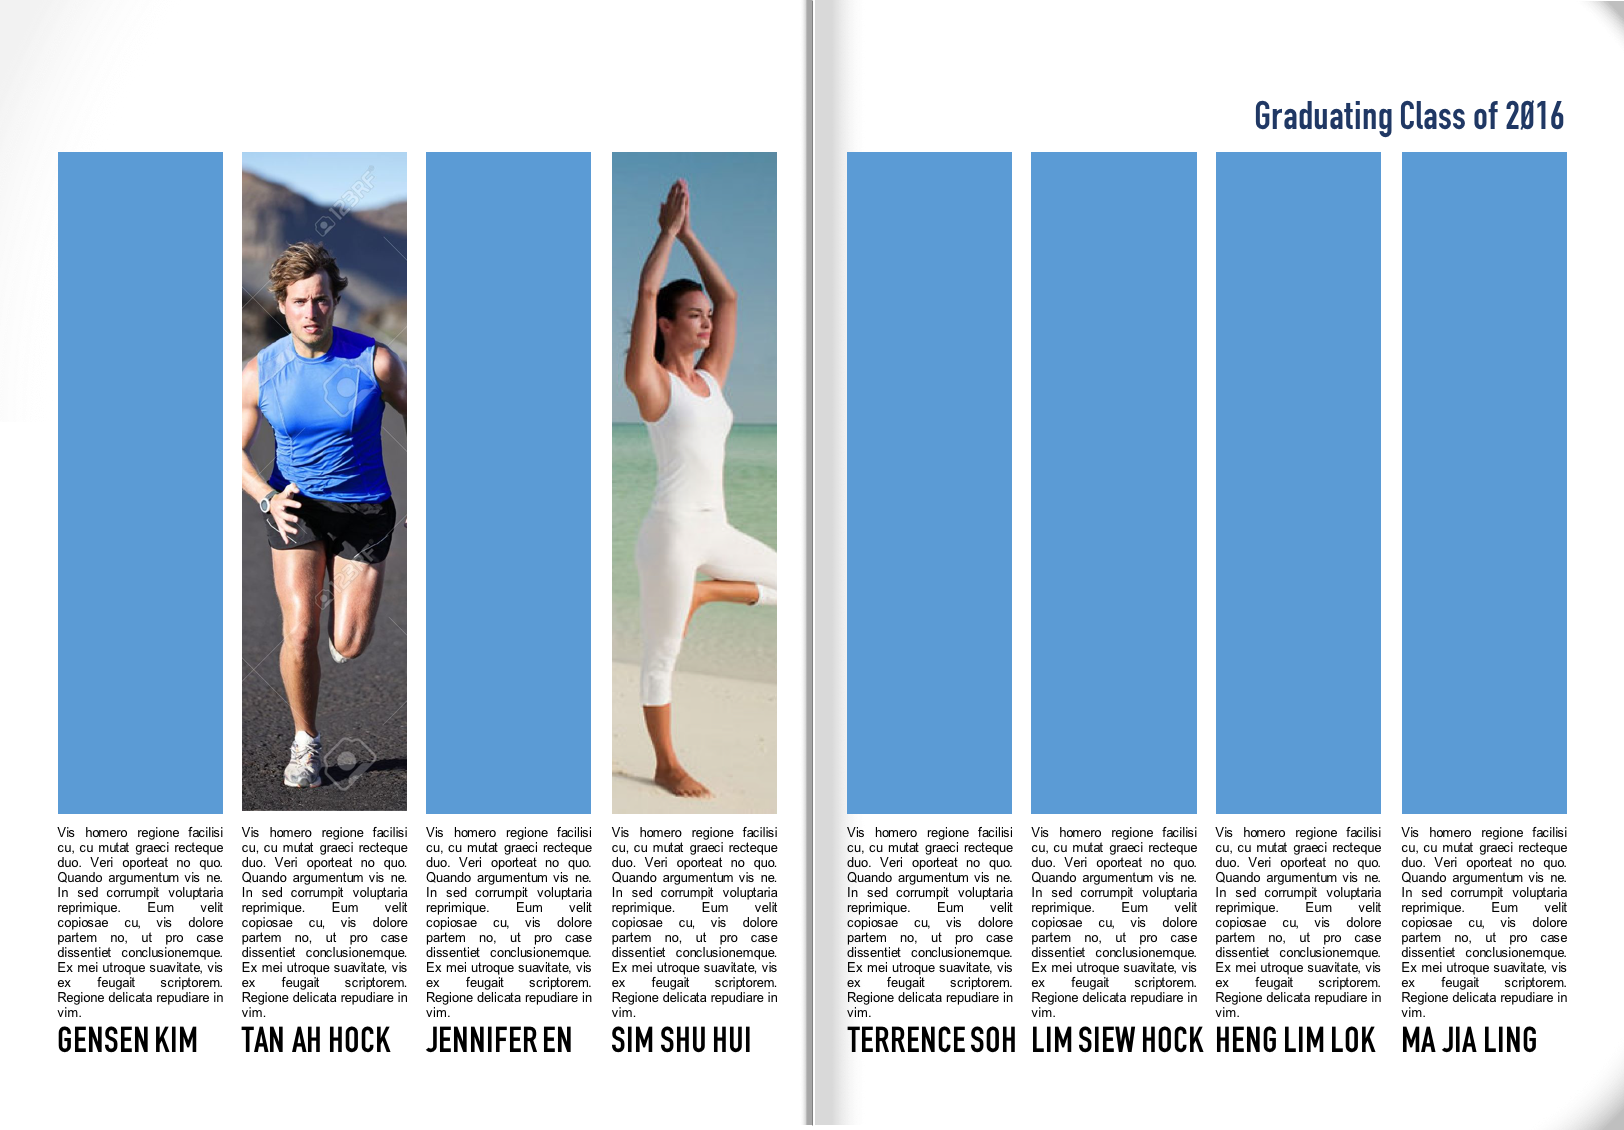 Graduating Class of 2016
123RF
123RF
Vis homero regione facilisi
cu, cu mutat graeci recteque
duo. Veri oporteat no quo.
Quando argumentum vis ne.
In sed corrumpit voluptaria
reprimique. Eum velit
copiosae cu, vis dolore
partem no, ut pro case
dissentiet conclusionemque.
Ex mei utroque suavitate, vis
ex feugait scriptorem.
Regione delicata repudiare in
vim.
GENSEN KIM
Vis homero regione facilisi
cu, cu mutat graeci recteque
duo. Veri oporteat no quo.
Quando argumentum vis ne.
In sed corrumpit voluptaria
reprimique. Eum velit
copiosae cu, vis dolore
partem no, ut pro case
dissentiet conclusionemque.
Ex mei utroque suavitate, vis
ex feugait scriptorem.
Regione delicata repudiare in
vim.
TAN AH HOCK
Vis homero regione facilisi
cu, cu mutat graeci recteque
duo. Veri oporteat no quo.
Quando argumentum vis ne.
In sed corrumpit voluptaria
reprimique. Eum velit
copiosae cu, vis dolore
partem no, ut pro case
dissentiet conclusionemque.
Ex mei utroque suavitate, vis
ex feugait scriptorem.
Regione delicata repudiare in
vim.
JENNIFER EN
Vis homero regione facilisi
cu, cu mutat graeci recteque
duo. Veri oporteat no quo.
Quando argumentum vis ne.
In sed corrumpit voluptaria
reprimique. Eum velit
copiosae cu, vis dolore
partem no, ut pro case
dissentiet conclusionemque.
Ex mei utroque suavitate, vis
ex feugait scriptorem.
Regione delicata repudiare in
vim.
SIM SHU HUI
Vis homero regione facilisi
cu, cu mutat graeci recteque
duo. Veri oporteat no quo.
Quando argumentum vis ne.
In sed corrumpit voluptaria
reprimique. Eum velit
copiosae cu, vis dolore
partem no, ut pro case
dissentiet conclusionemque.
Ex mei utroque suavitate, vis
ex feugait scriptorem.
Regione delicata repudiare in
vim.
TERRENCE SOH
Vis homero regione facilisi
cu, cu mutat graeci recteque
duo. Veri oporteat no quo.
Quando argumentum vis ne.
In sed corrumpit voluptaria
reprimique. Eum velit
copiosae cu, vis dolore
partem no, ut pro case
dissentiet conclusionemque.
Ex mei utroque suavitate, vis
ex feugait scriptorem.
Regione delicata repudiare in
vim.
LIM SIEW HOCK
Vis homero regione facilisi
cu, cu mutat graeci recteque
duo. Veri oporteat no quo.
Quando argumentum vis ne.
In sed corrumpit voluptaria
reprimique. Eum velit
copiosae cu, vis dolore
partem no, ut pro case
dissentiet conclusionemque.
Ex mei utroque suavitate, vis
ex feugait scriptorem.
Regione delicata repudiare in
vim.
HENG LIM LOK
Vis homero regione facilisi
cu, cu mutat graeci recteque
duo. Veri oporteat no quo.
Quando argumentum vis ne.
In sed corrumpit voluptaria
reprimique. Eum velit
copiosae cu, vis dolore
partem no, ut pro case
dissentiet conclusionemque.
Ex mei utroque suavitate, vis
ex feugait scriptorem.
Regione delicata repudiare in
vim.
MA JIA LING